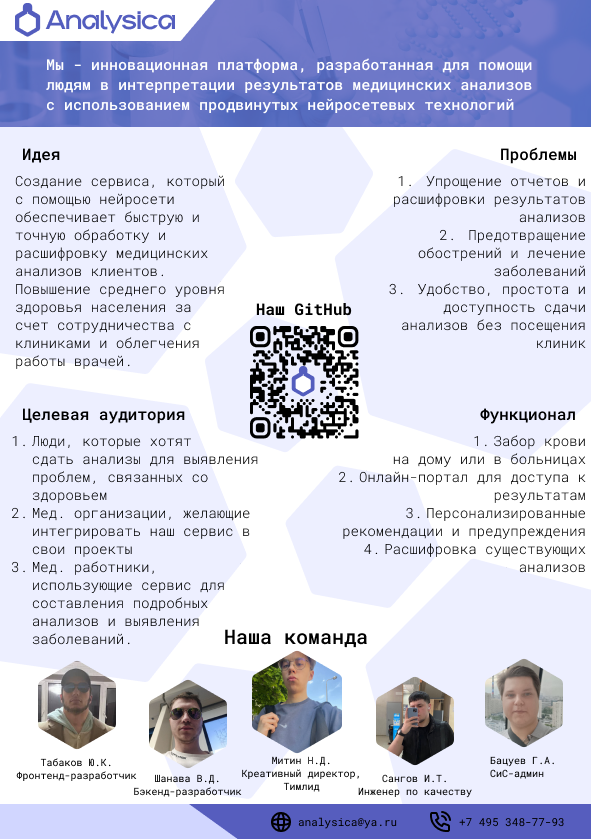 Analysica
Мы - инновационная платформа, разработанная для помощи
людям в интерпретации результатов медицинских анализов
с использованием продвинутых нейросетевых технологий
Идея
Создание сервиса, который
с помощью нейросети
обеспечивает быструю и
точную обработку и
расшифровку медицинских
анализов клиентов.
Повышение среднего уровня
здоровья населения за
счет сотрудничества с
клиниками и облегчения
работы врачей.
Проблемы
1. Упрощение отчетов и
расшифровки результатов
анализов
2. Предотвращение
обострений и лечение
заболеваний
3. Удобство, простота и
доступность сдачи
анализов без посещения
клиник
Наш GitHub
Целевая аудитория
1. Люди, которые хотят
сдать анализы для выявления
проблем, связанных со
здоровьем
2. Мед. организации, желающие
интегрировать наш сервис в
свои проекты
3. Мед. работники,
использующие сервис для
составления подробных
анализов и выявления
заболеваний.
Функционал
1. Забор крови
на дому или в больницах
2. Онлайн-портал для доступа к
результатам
3. Персонализированные
рекомендации и предупреждения
4. Расшифровка существующих
анализов
Наша команда
Табаков Ю.К.
Фронтенд-разработчик
Шанава В.Д.
Бэкенд-разработчик
Митин Н.Д.
Креативный директор,
Тимлид
Сангов И.Т.
Инженер по качеству
Бацуев Г.А.
СиС-админ
analysica@ya.ru
+7 495 348-77-93